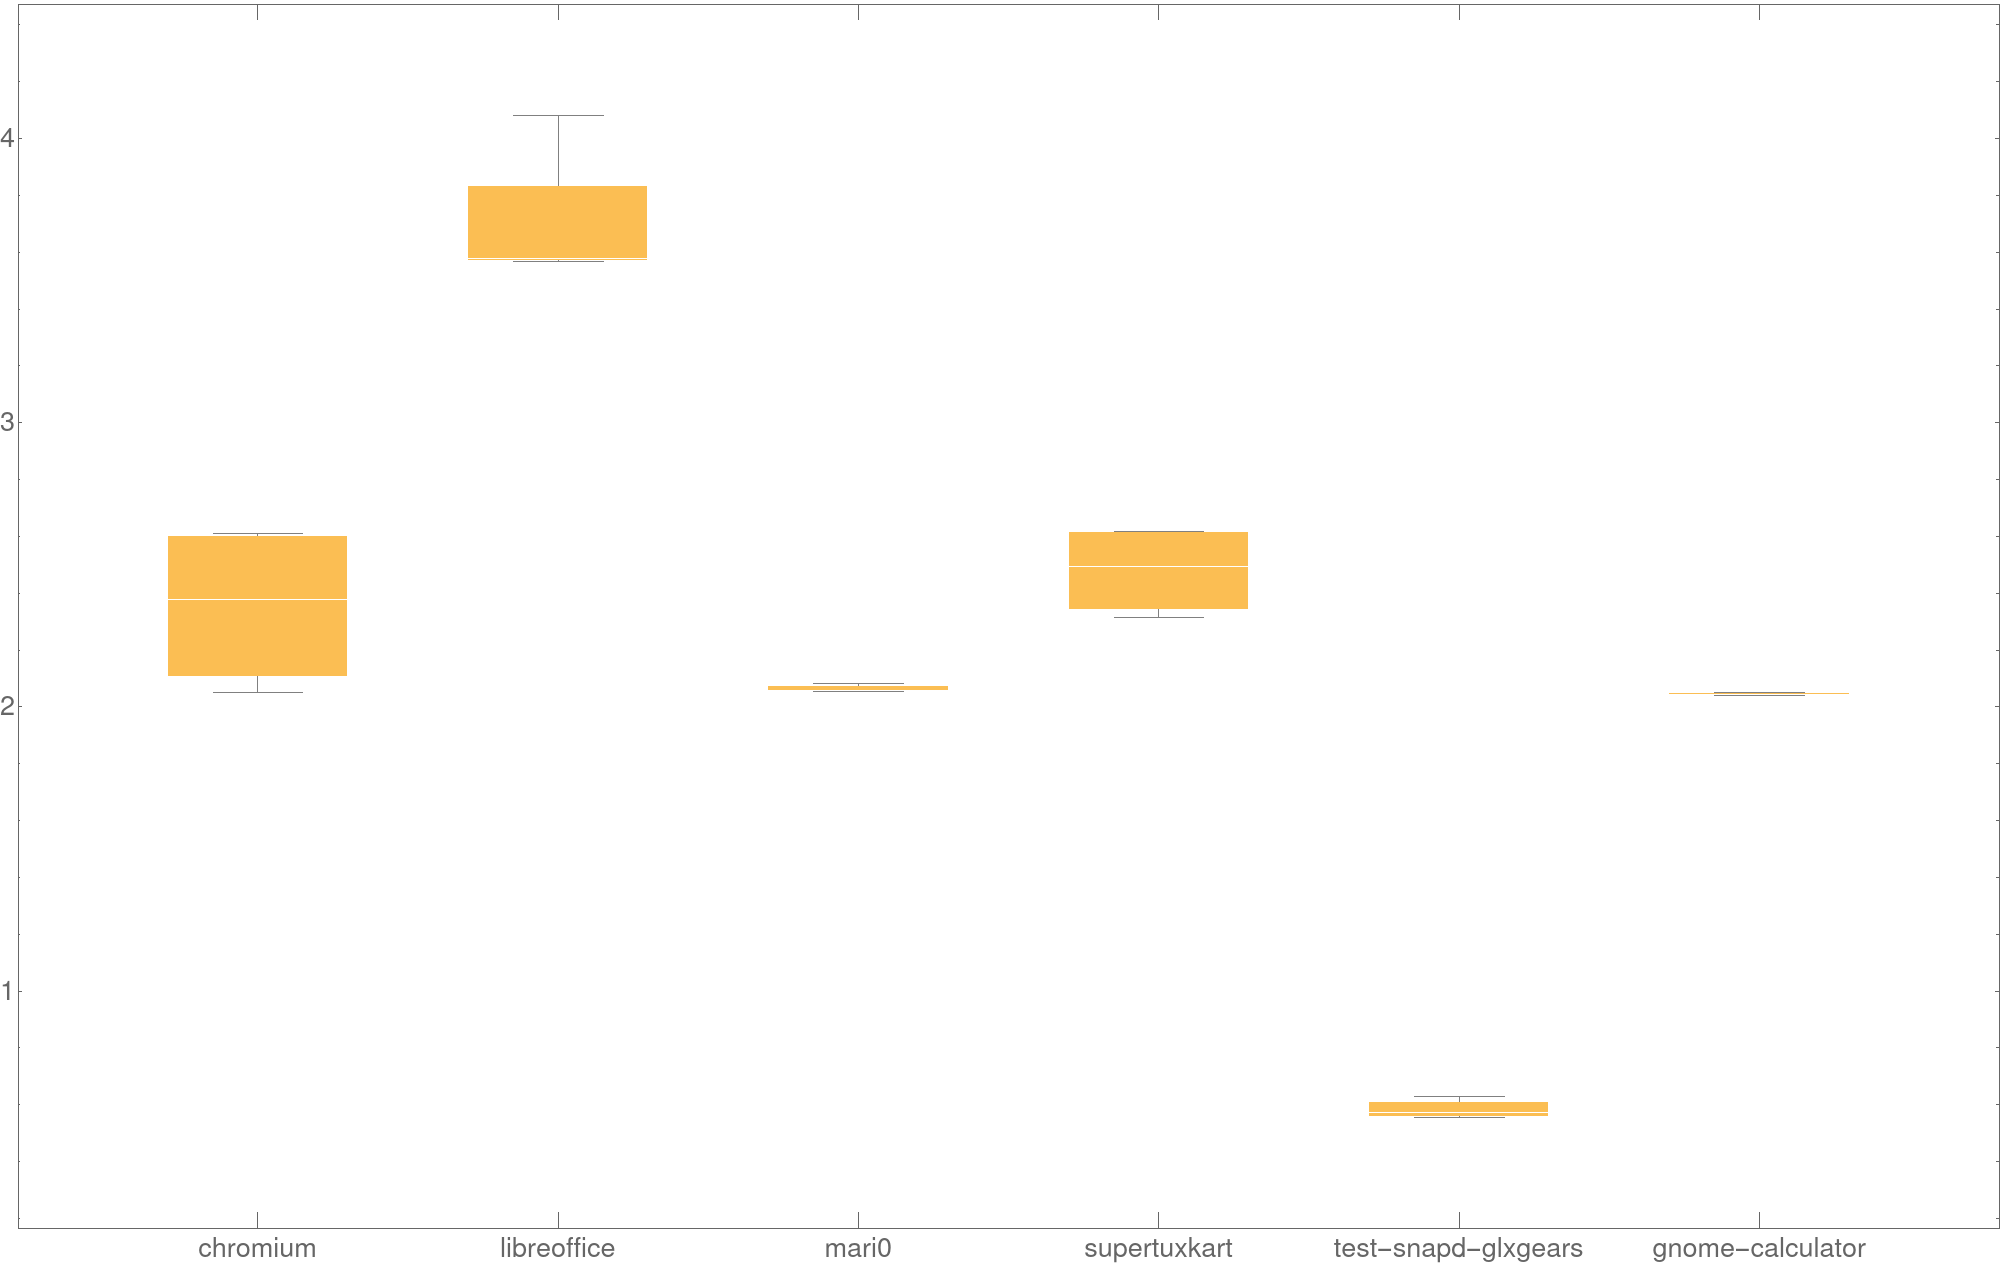 4
3
2
1
chromium libreoffice mari0 supertuxkart test-snapd-glxgears gnome-calculator